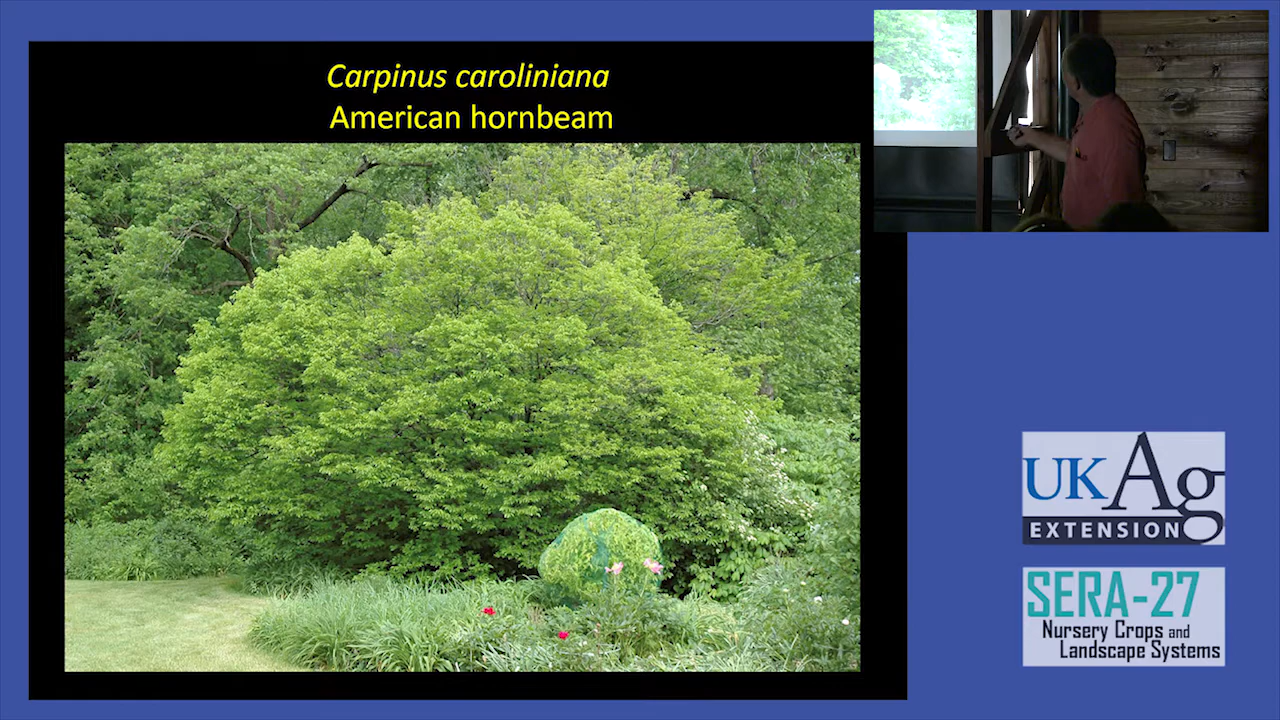 Carpinus caroliniana
American hornbeam
UKAg
EXTENSION
SERA-27
Nursery Crops and
Landscape Systems